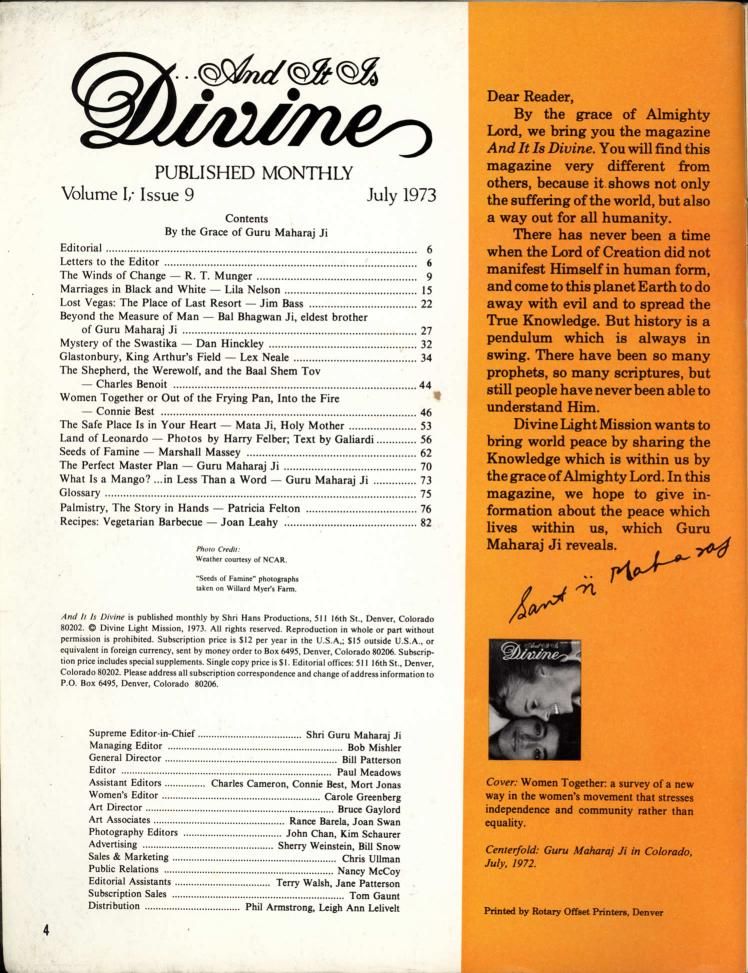 ...And It Is
Divine
PUBLISHED MONTHLY
Volume I, Issue 9 July 1973
Contents
By the Grace of Guru Maharaj Ji
Editorial ........ 6
Letters to the Editor ........ 6
The Winds of Change — R. T. Munger ........ 9
Marriages in Black and White — Lila Nelson ........ 15
Lost Vegas: The Place of Last Resort — Jim Bass ........ 22
Beyond the Measure of Man — Bal Bhagwan Ji, eldest brother
of Guru Maharaj Ji ........ 27
Mystery of the Swastika — Dan Hinckley ........ 32
Glastonbury, King Arthur's Field — Lex Neale ........ 34
The Shepherd, the Werewolf, and the Baal Shem Tov
— Charles Benoit ........ 44
Women Together or Out of the Frying Pan, Into the Fire
— Connie Best ........ 46
The Safe Place Is in Your Heart — Mata Ji, Holy Mother ........ 53
Land of Leonardo — Photos by Harry Felber; Text by Galiardi ........ 56
Seeds of Famine — Marshall Massey ........ 62
The Perfect Master Plan — Guru Maharaj Ji ........ 70
What Is a Mango? ...in Less Than a Word — Guru Maharaj Ji ........ 73
Glossary ........ 75
Palmistry, The Story in Hands — Patricia Felton ........ 76
Recipes: Vegetarian Barbecue — Joan Leahy ........ 82
Photo Credit:
Weather courtesy of NCAR.
"Seeds of Famine" photographs
taken on Willard Myer's Farm.
And It Is Divine is published monthly by Shri Hans Productions, 511 16th St., Denver, Colorado
80202. © Divine Light Mission, 1973. All rights reserved. Reproduction in whole or part without
permission is prohibited. Subscription price is $12 per year in the U.S.A.; $15 outside U.S.A., or
equivalent in foreign currency, sent by money order to Box 6495, Denver, Colorado 80206. Subscrip-
tion price includes special supplements. Single copy price is $1. Editorial offices: 511 16th St., Denver,
Colorado 80202. Please address all subscription correspondence and change of address information to
P.O. Box 6495, Denver, Colorado 80206.
Supreme Editor-in-Chief ........ Shri Guru Maharaj Ji
Managing Editor ........ Bob Mishler
General Director ........ Bill Patterson
Editor ........ Paul Meadows
Assistant Editors ........ Charles Cameron, Connie Best, Mort Jonas
Women's Editor ........ Carole Greenberg
Art Director ........ Bruce Gaylord
Art Associates ........ Rance Barela, Joan Swan
Photography Editors ........ John Chan, Kim Schaurer
Advertising ........ Sherry Weinstein, Bill Snow
Sales & Marketing ........ Chris Ullman
Public Relations ........ Nancy McCoy
Editorial Assistants ........ Terry Walsh, Jane Patterson
Subscription Sales ........ Tom Gaunt
Distribution ........ Phil Armstrong, Leigh Ann Lelivelt
4
Dear Reader,
By the grace of Almighty
Lord, we bring you the magazine
And It Is Divine. You will find this
magazine very different from
others, because it shows not only
the suffering of the world, but also
a way out for all humanity.
There has never been a time
when the Lord of Creation did not
manifest Himself in human form,
and come to this planet Earth to do
away with evil and to spread the
True Knowledge. But history is a
pendulum which is always in
swing. There have been so many
prophets, so many scriptures, but
still people have never been able to
understand Him.
Divine Light Mission wants to
bring world peace by sharing the
Knowledge which is within us by
the grace of Almighty Lord. In this
magazine, we hope to give in-
formation about the peace which
lives within us, which Guru
Maharaj Ji reveals.
Sant ji Maharaj
And It Is
Divine
Cover: Women Together: a survey of a new
way in the women's movement that stresses
independence and community rather than
equality.
Centerfold: Guru Maharaj Ji in Colorado,
July, 1972.
Printed by Rotary Offset Printers, Denver